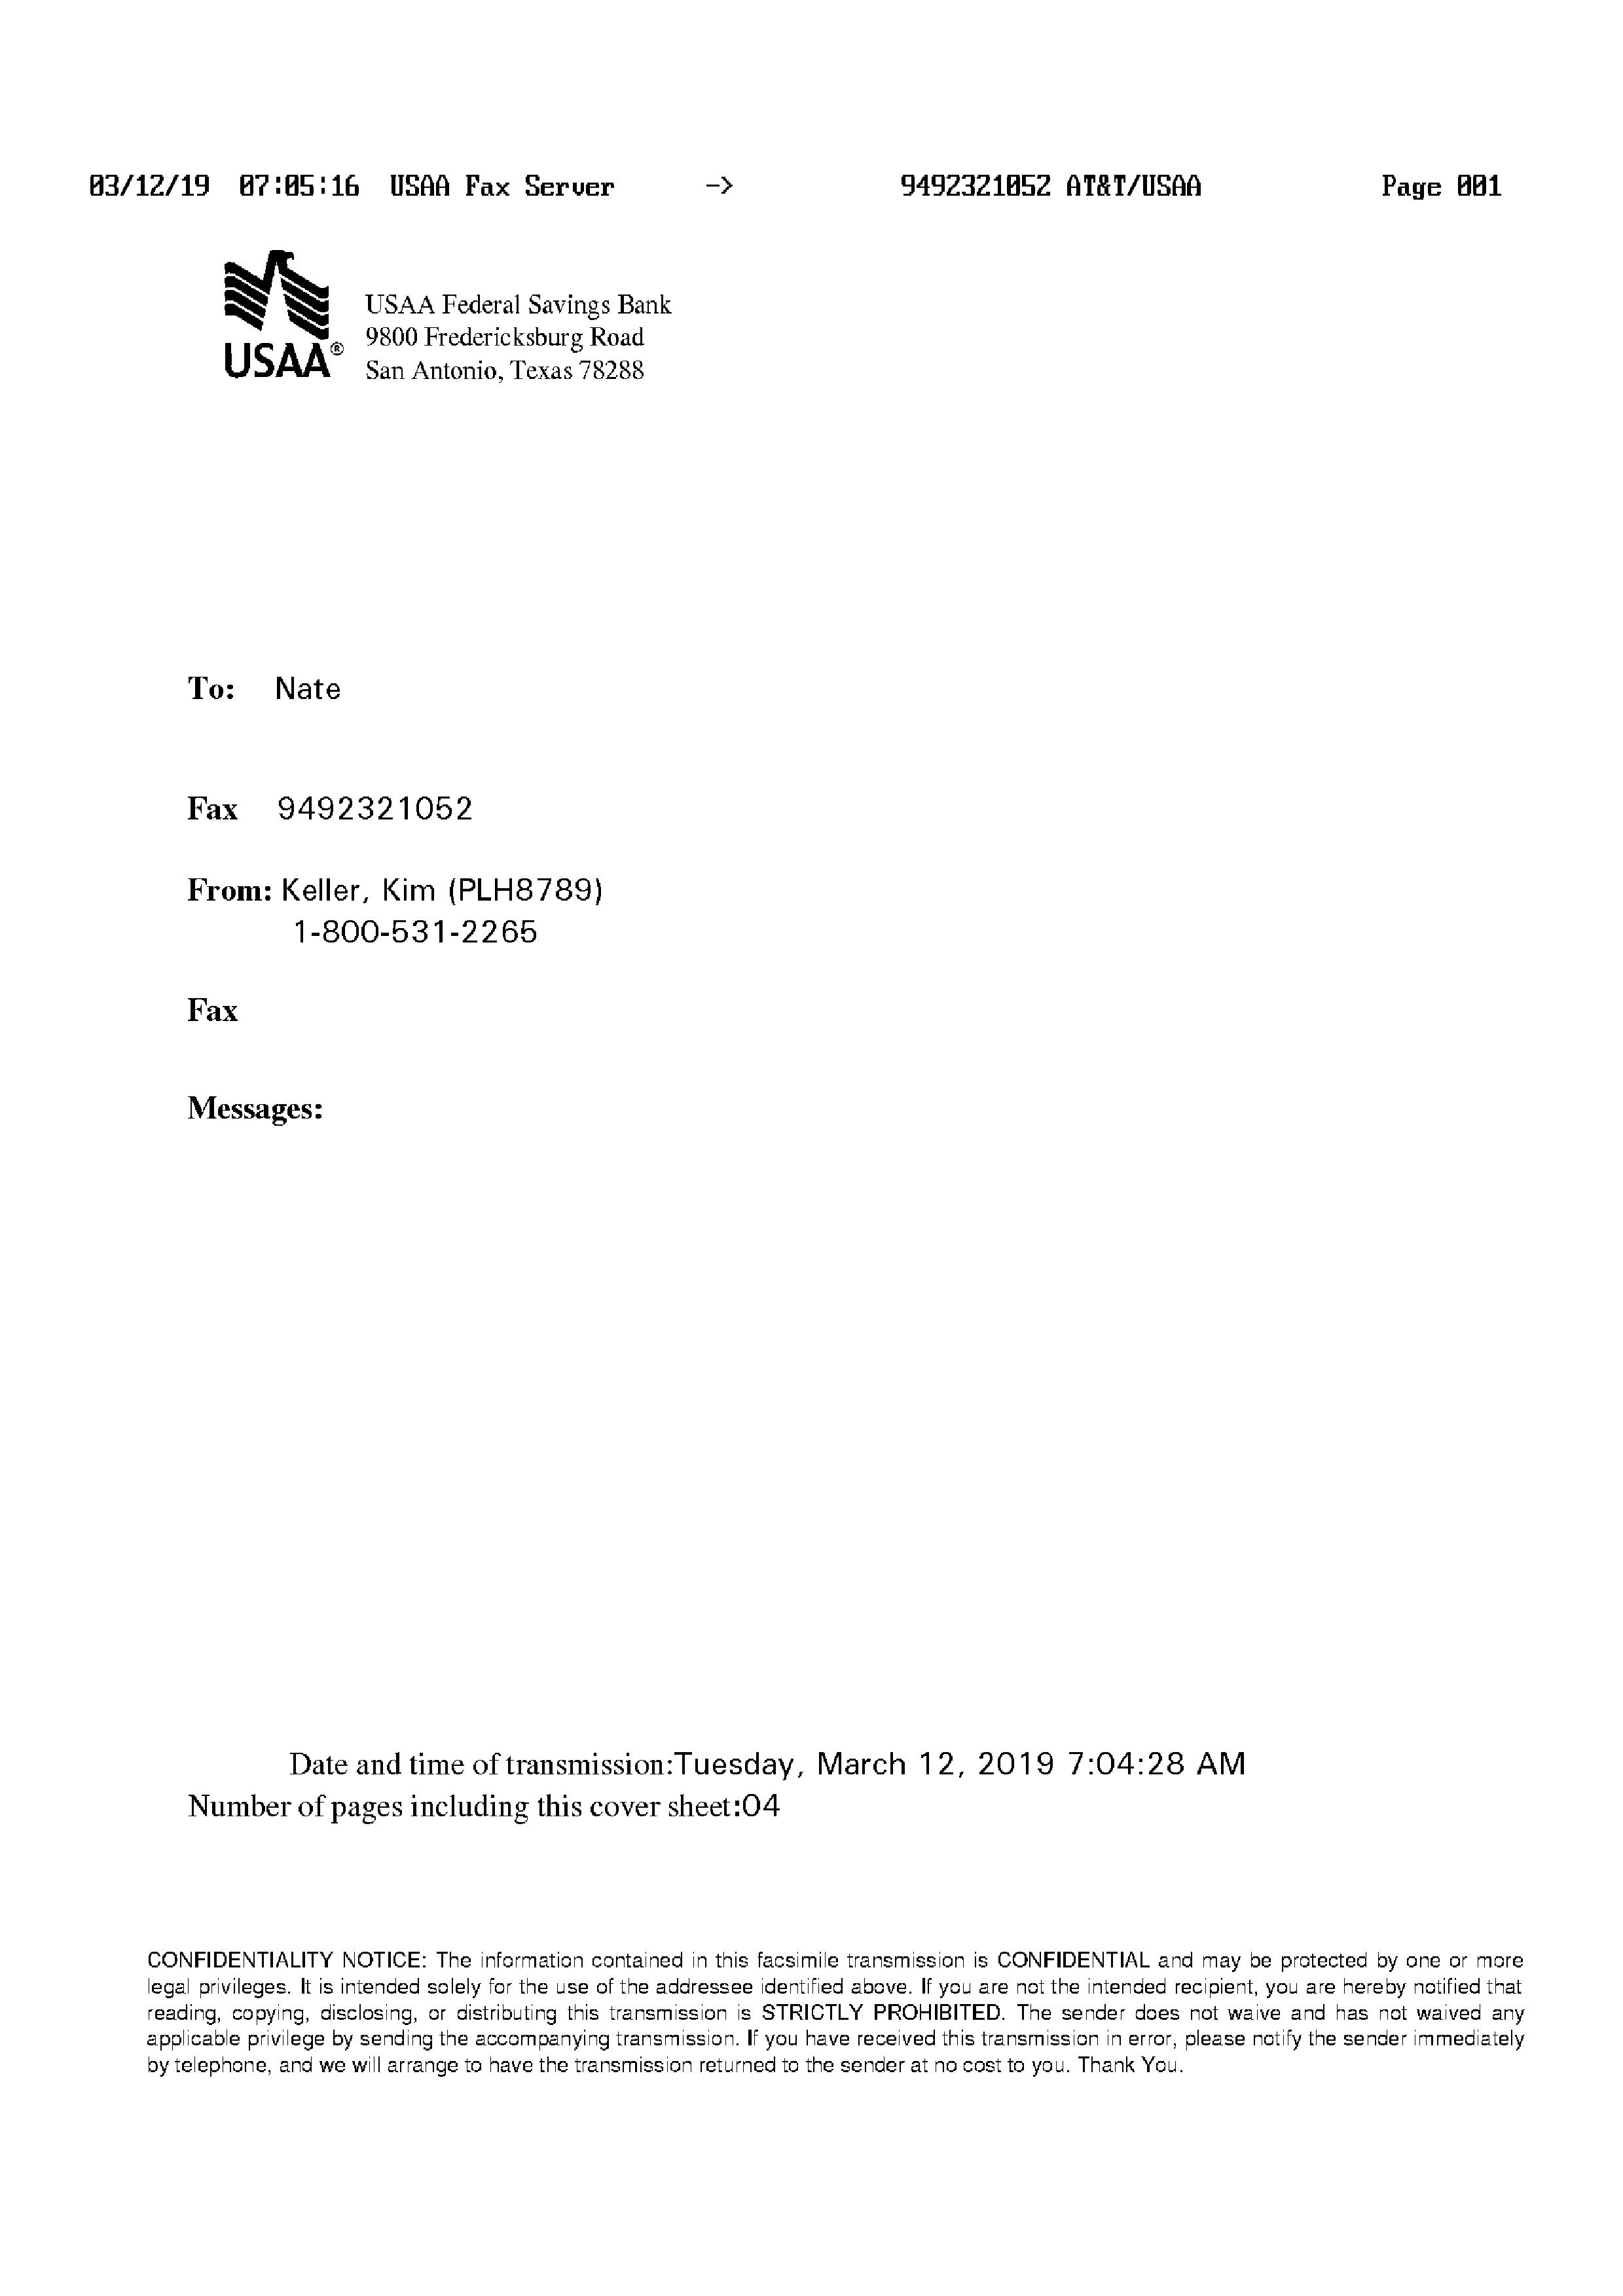 03/12/19 07:05:16 USAA Fax Server -> 9492321052 AT&T/USAA Page 001
USAA®
USAA Federal Savings Bank
9800 Fredericksburg Road
San Antonio, Texas 78288
To: Nate
Fax 9492321052
From: Keller, Kim (PLH8789)
1-800-531-2265
Fax
Messages:
Date and time of transmission:Tuesday, March 12, 2019 7:04:28 AM
Number of pages including this cover sheet:04
CONFIDENTIALITY NOTICE: The information contained in this facsimile transmission is CONFIDENTIAL and may be protected by one or more
legal privileges. It is intended solely for the use of the addressee identified above. If you are not the intended recipient, you are hereby notified that
reading, copying, disclosing, or distributing this transmission is STRICTLY PROHIBITED. The sender does not waive and has not waived any
applicable privilege by sending the accompanying transmission. If you have received this transmission in error, please notify the sender immediately
by telephone, and we will arrange to have the transmission returned to the sender at no cost to you. Thank You.